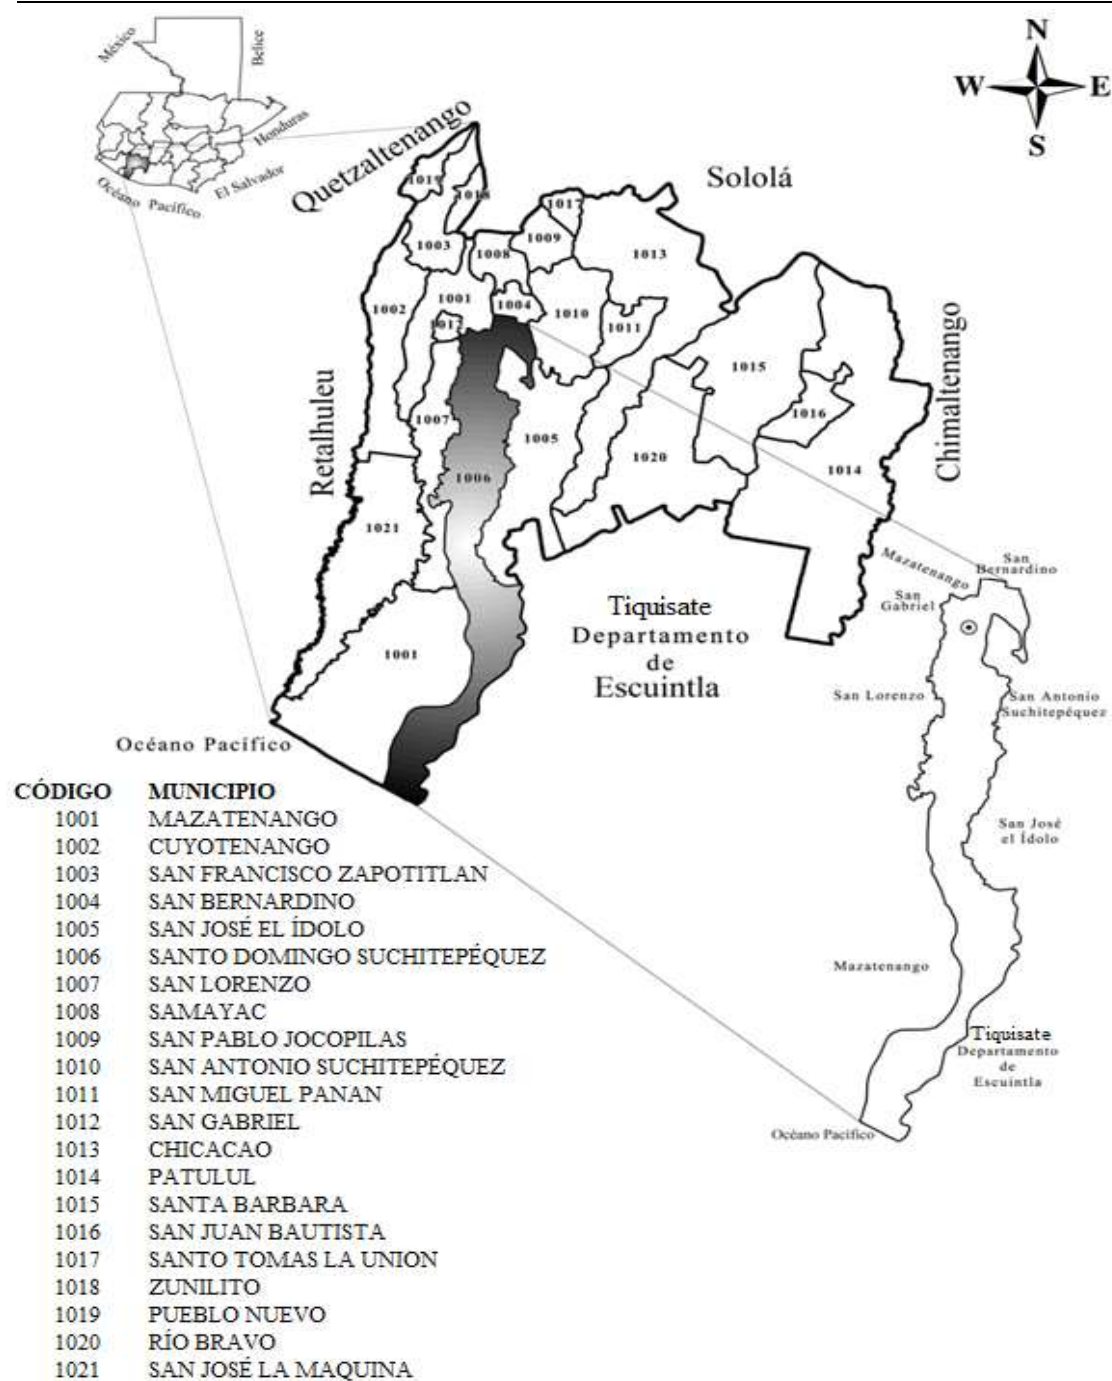 México
Belice
Honduras
El Salvador
Océano Pacífico
N
W E
S
Quetzaltenango
Sololá
Chimaltenango
Retalhuleu
1019
1018
1017
1003
1008
1009
1013
1002
1001
1004
1010
1011
1012
1015
1007
1005
1016
1006
1020
1014
1021
1001
Tiquisate
Departamento
de
Escuintla
Océano Pacífico
Mazatenango
San
Bernardino
San
Gabriel
San Lorenzo
San Antonio
Suchitepéquez
San José
el Ídolo
Mazatenango
Tiquisate
Departamento
de
Escuintla
Océano Pacífico
CÓDIGO MUNICIPIO
1001 MAZATENANGO
1002 CUYOTENANGO
1003 SAN FRANCISCO ZAPOTITLAN
1004 SAN BERNARDINO
1005 SAN JOSÉ EL ÍDOLO
1006 SANTO DOMINGO SUCHITEPÉQUEZ
1007 SAN LORENZO
1008 SAMAYAC
1009 SAN PABLO JOCOPILAS
1010 SAN ANTONIO SUCHITEPÉQUEZ
1011 SAN MIGUEL PANAN
1012 SAN GABRIEL
1013 CHICACAO
1014 PATULUL
1015 SANTA BARBARA
1016 SAN JUAN BAUTISTA
1017 SANTO TOMAS LA UNION
1018 ZUNILITO
1019 PUEBLO NUEVO
1020 RÍO BRAVO
1021 SAN JOSÉ LA MAQUINA